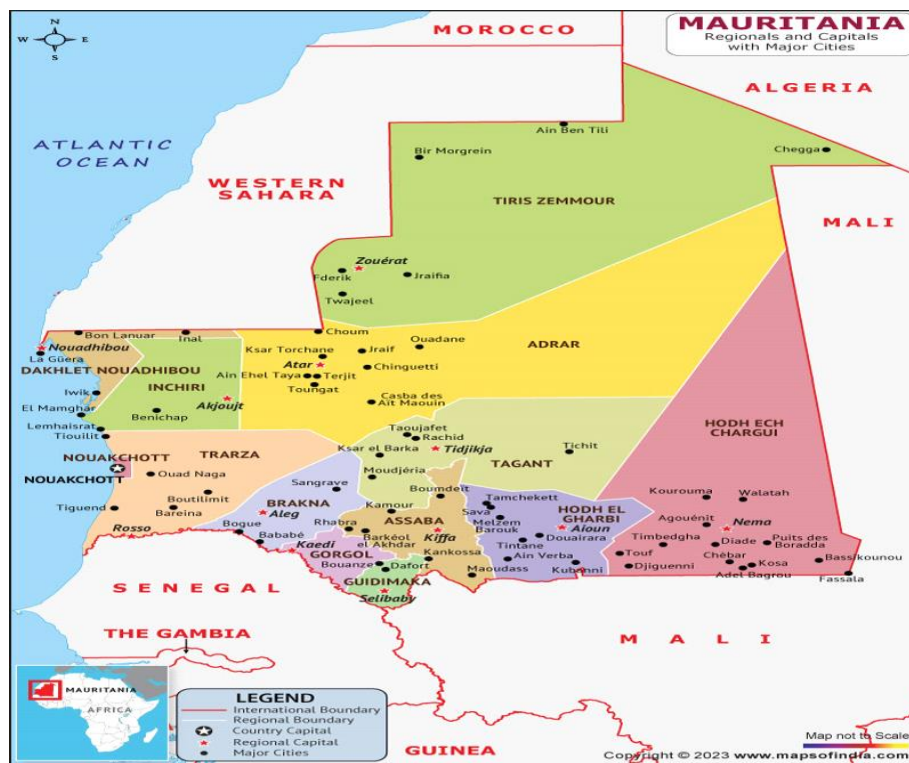 MAURITANIA
Regionals and Capitals
with Major Cities
N
W E
S
MOROCCO
ALGERIA
ATLANTIC
OCEAN
WESTERN
SAHARA
MALI
Ain Ben Tili
Bir Morgrein
Chegga
TIRIS ZEMMOUR
Zouérat
Fderik
Jraifia
Twajeel
Bon Lanuar
Inal
Choum
Nouadhibou
La Güera
Ksar Torchane
Jraif
Ouadane
ADRAR
DAKHLET NOUADHIBOU
Atar
Chinguetti
INCHIRI
Ain Ehel Taya
Terjit
Toungat
Iwik
Akjoujt
Casba des
Aït Maouin
El Mamghar
Benichap
Lemhaisrat
Tiouilit
Taoujafet
Rachid
HODH ECH
CHARGUI
TRARZA
Ksar el Barka
Tidjikja
Tichit
NOUAKCHOTT
NOUAKCHOTT
Ouad Naga
Moudjéria
TAGANT
Sangrave
Boumdeït
Boutilimit
BRAKNA
Tamchekett
Kourouma
Walatah
Tiguend
Bareina
Aleg
Kamour
Sava
HODH EL
GHARBI
Rosso
Bogue
Rhabra
ASSABA
Melzem
Barouk
Aioun
Agouénit
Nema
Bababé
Barkéol
el Akhdar
Kiffa
Douairara
Kaedi
Tintane
Timbedgha
Diade
Puits des
Boradda
GORGOL
Kankossa
Touf
Bouanze
Dafort
Ain Verba
Chébar
Kosa
Bassikounou
GUIDIMAKA
Maoudass
Kubenni
Djiguenni
Adel Bagrou
Fassala
Selibaby
SENEGAL
THE GAMBIA
MALI
GUINEA
MAURITANIA
AFRICA
LEGEND
International Boundary
Regional Boundary
Country Capital
Regional Capital
Major Cities
Map not to Scale
Copyright © 2023 www.mapsofindia.com